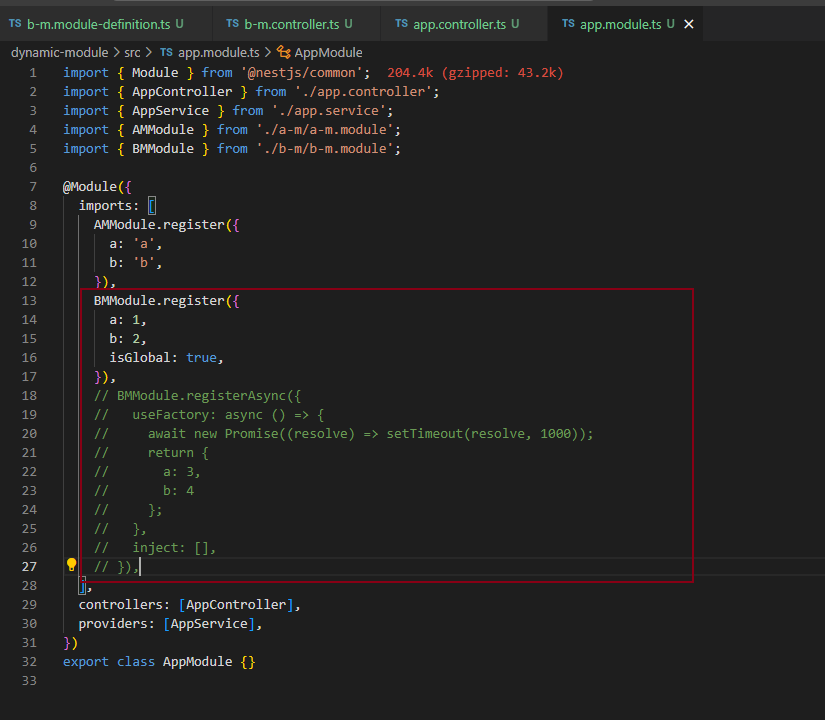 TS b-m.module-definition.ts U TS b-m.controller.ts U TS app.controller.ts U TS app.module.ts U ×
dynamic-module > src > TS app.module.ts > AppModule
1 import { Module } from '@nestjs/common'; 204.4k (gzipped: 43.2k)
2 import { AppController } from './app.controller';
3 import { AppService } from './app.service';
4 import { AMModule } from './a-m/a-m.module';
5 import { BMModule } from './b-m/b-m.module';
6
7 @Module({
8 imports: [
9 AMModule.register({
10 a: 'a',
11 b: 'b',
12 }),
13 BMModule.register({
14 a: 1,
15 b: 2,
16 isGlobal: true,
17 }),
18 // BMModule.registerAsync({
19 // useFactory: async () => {
20 // await new Promise((resolve) => setTimeout(resolve, 1000));
21 // return {
22 // a: 3,
23 // b: 4
24 // };
25 // },
26 // inject: [],
27 // }),
28 ],
29 controllers: [AppController],
30 providers: [AppService],
31 })
32 export class AppModule {}
33